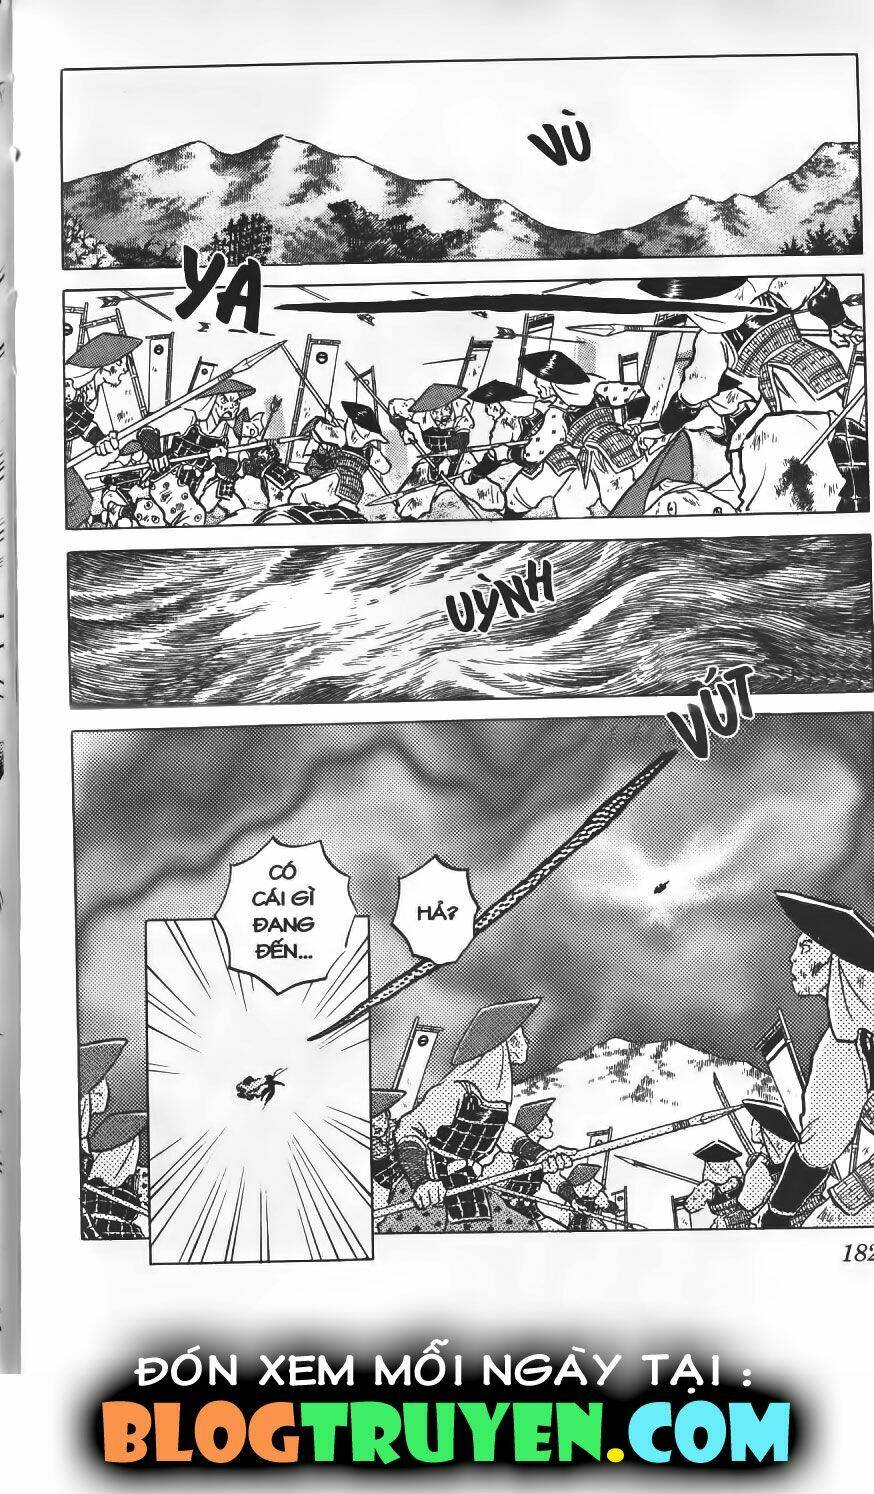 VÙ
YA
UỲNH
VÚT
CÓ
CÁI GÌ
ĐANG
ĐẾN...
HẢ?
182
ĐÓN XEM MỖI NGÀY TẠI :
BLOGTRUYEN.COM